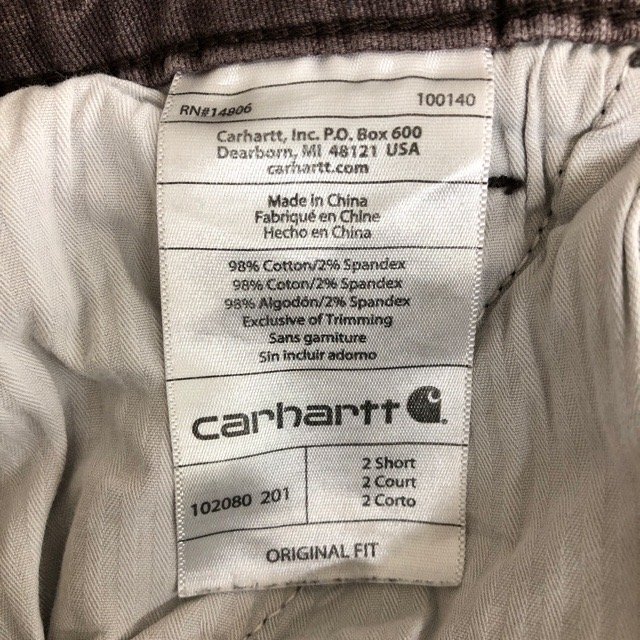 RN#14806 100140
Carhartt, Inc. P.O. Box 600
Dearborn, MI 48121 USA
carhartt.com
Made in China
Fabriqué en Chine
Hecho en China
98% Cotton/2% Spandex
98% Coton/2% Spandex
98% Algodón/2% Spandex
Exclusive of Trimming
Sans garniture
Sin incluir adorno
carhartt
102080 201
2 Short
2 Court
2 Corto
ORIGINAL FIT